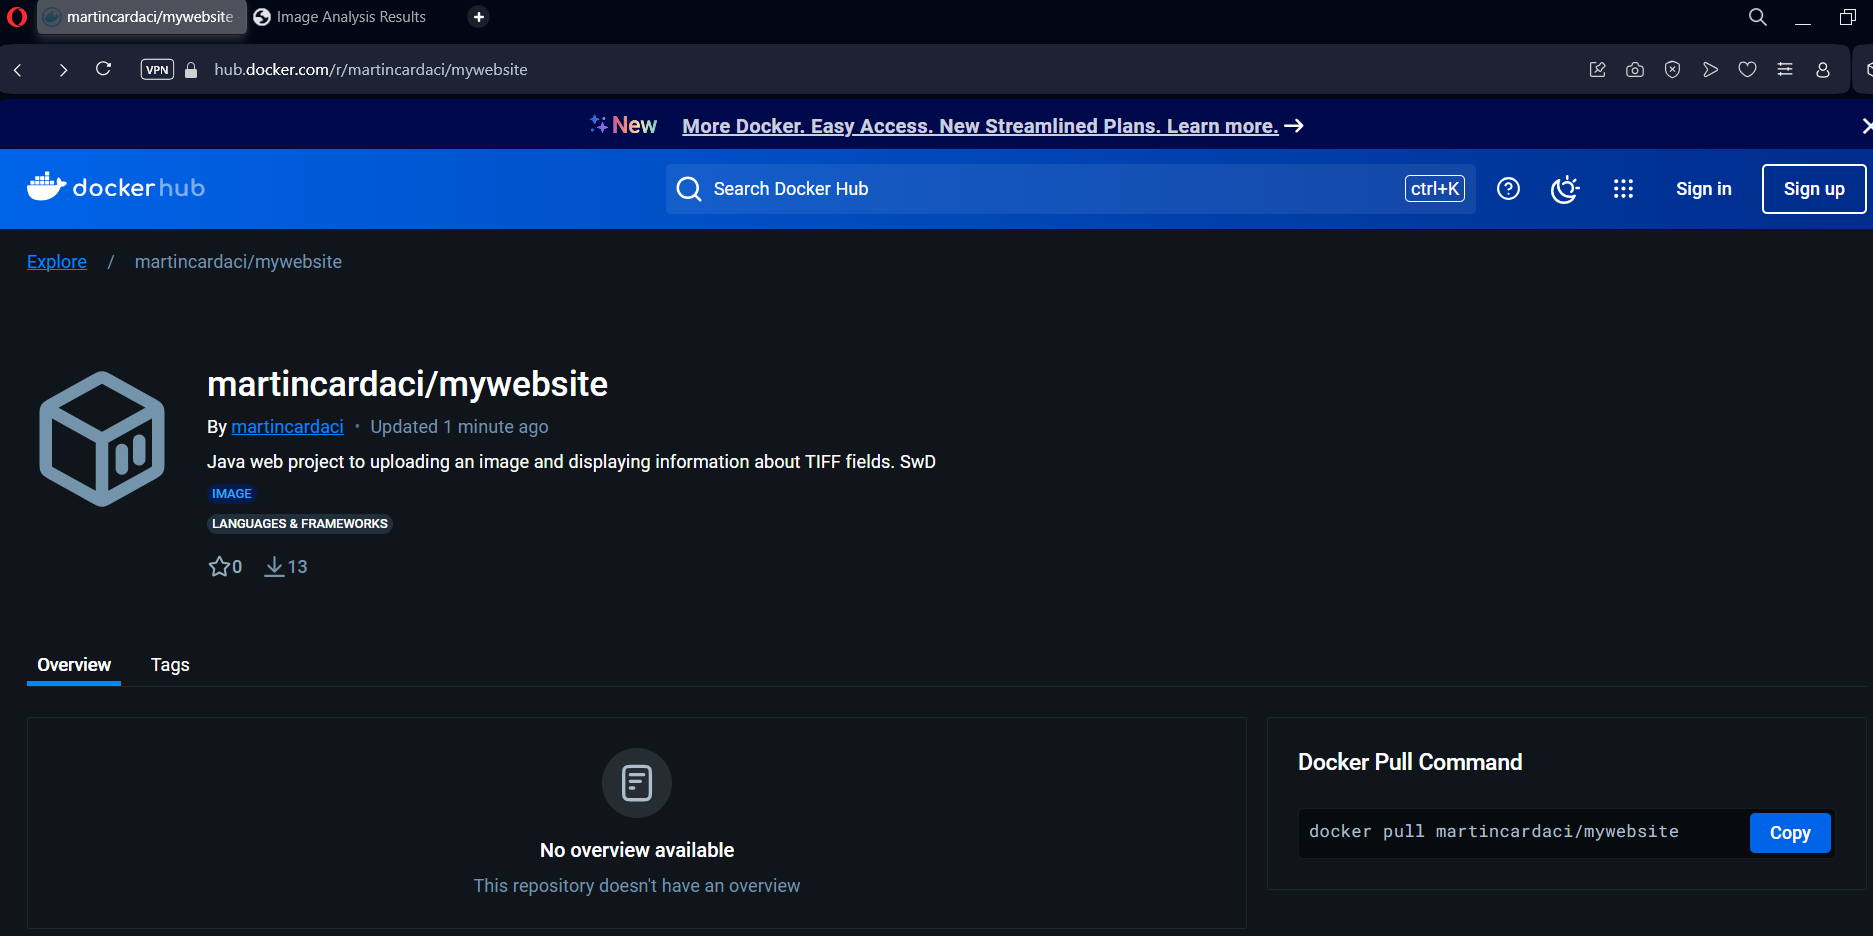 martincardaci/mywebsite
Image Analysis Results
VPN
hub.docker.com/r/martincardaci/mywebsite
New More Docker. Easy Access. New Streamlined Plans. Learn more.
docker hub
Search Docker Hub
ctrl+K
Sign in
Sign up
Explore / martincardaci/mywebsite
martincardaci/mywebsite
By martincardaci • Updated 1 minute ago
Java web project to uploading an image and displaying information about TIFF fields. SwD
IMAGE
LANGUAGES & FRAMEWORKS
0 13
Overview Tags
No overview available
This repository doesn't have an overview
Docker Pull Command
docker pull martincardaci/mywebsite
Copy